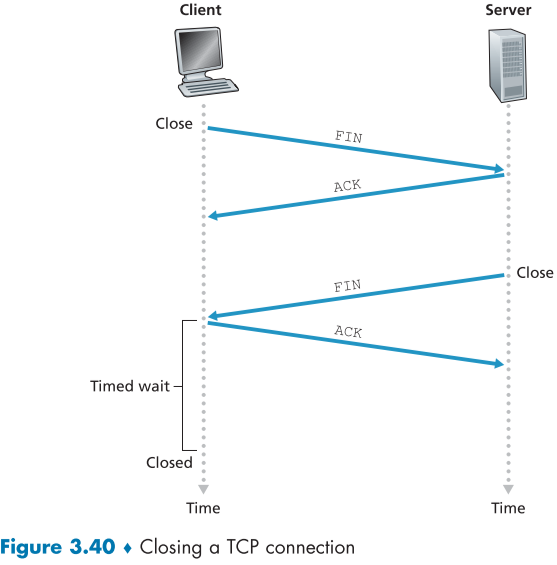 Client
Server
Close
FIN
ACK
Close
FIN
ACK
Timed wait
Closed
Time
Time
Figure 3.40 ♦ Closing a TCP connection